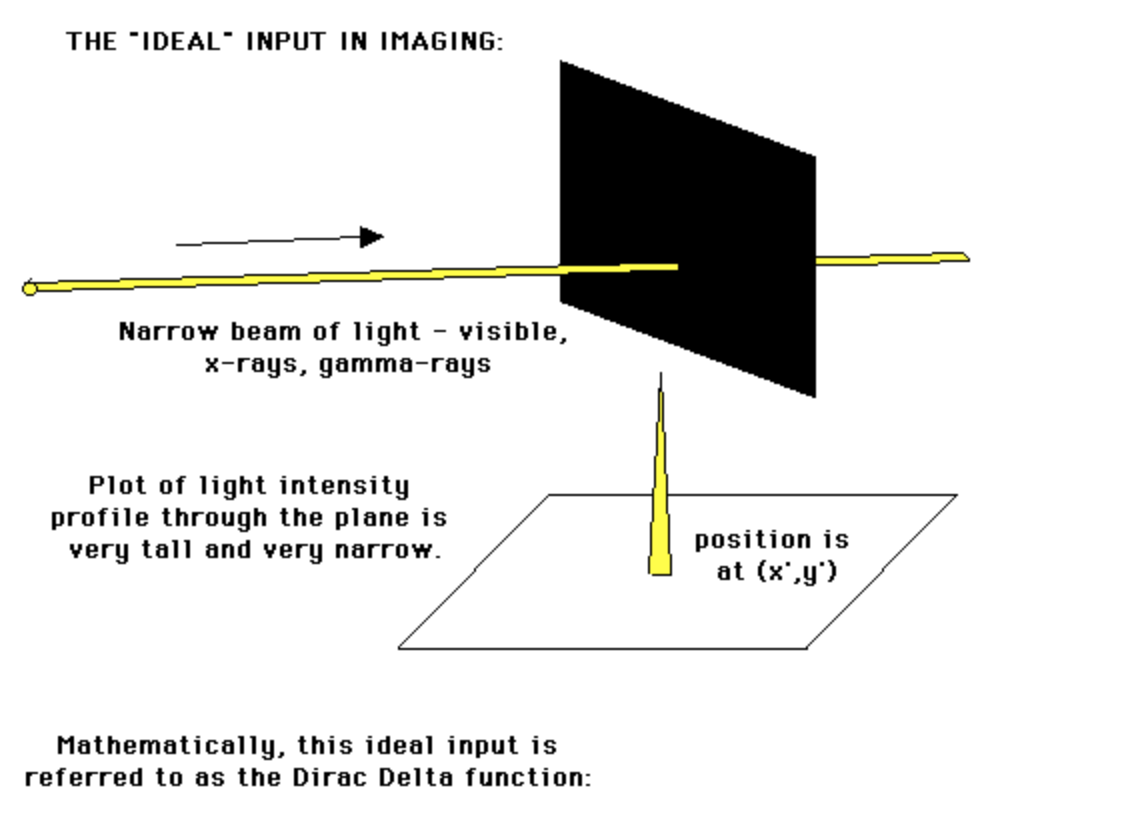 THE "IDEAL" INPUT IN IMAGING:
Narrow beam of light - visible,
x-rays, gamma-rays
Plot of light intensity
profile through the plane is
very tall and very narrow.
position is
at (x',y')
Mathematically, this ideal input is
referred to as the Dirac Delta function: